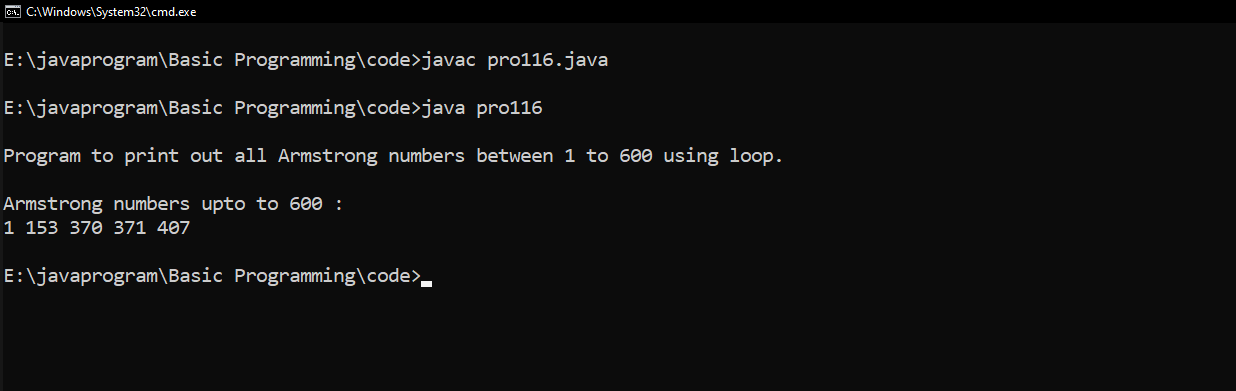 C:\Windows\System32\cmd.exe
E:\javaprogram\Basic Programming\code>javac pro116.java
E:\javaprogram\Basic Programming\code>java pro116
Program to print out all Armstrong numbers between 1 to 600 using loop.
Armstrong numbers upto to 600 :
1 153 370 371 407
E:\javaprogram\Basic Programming\code>